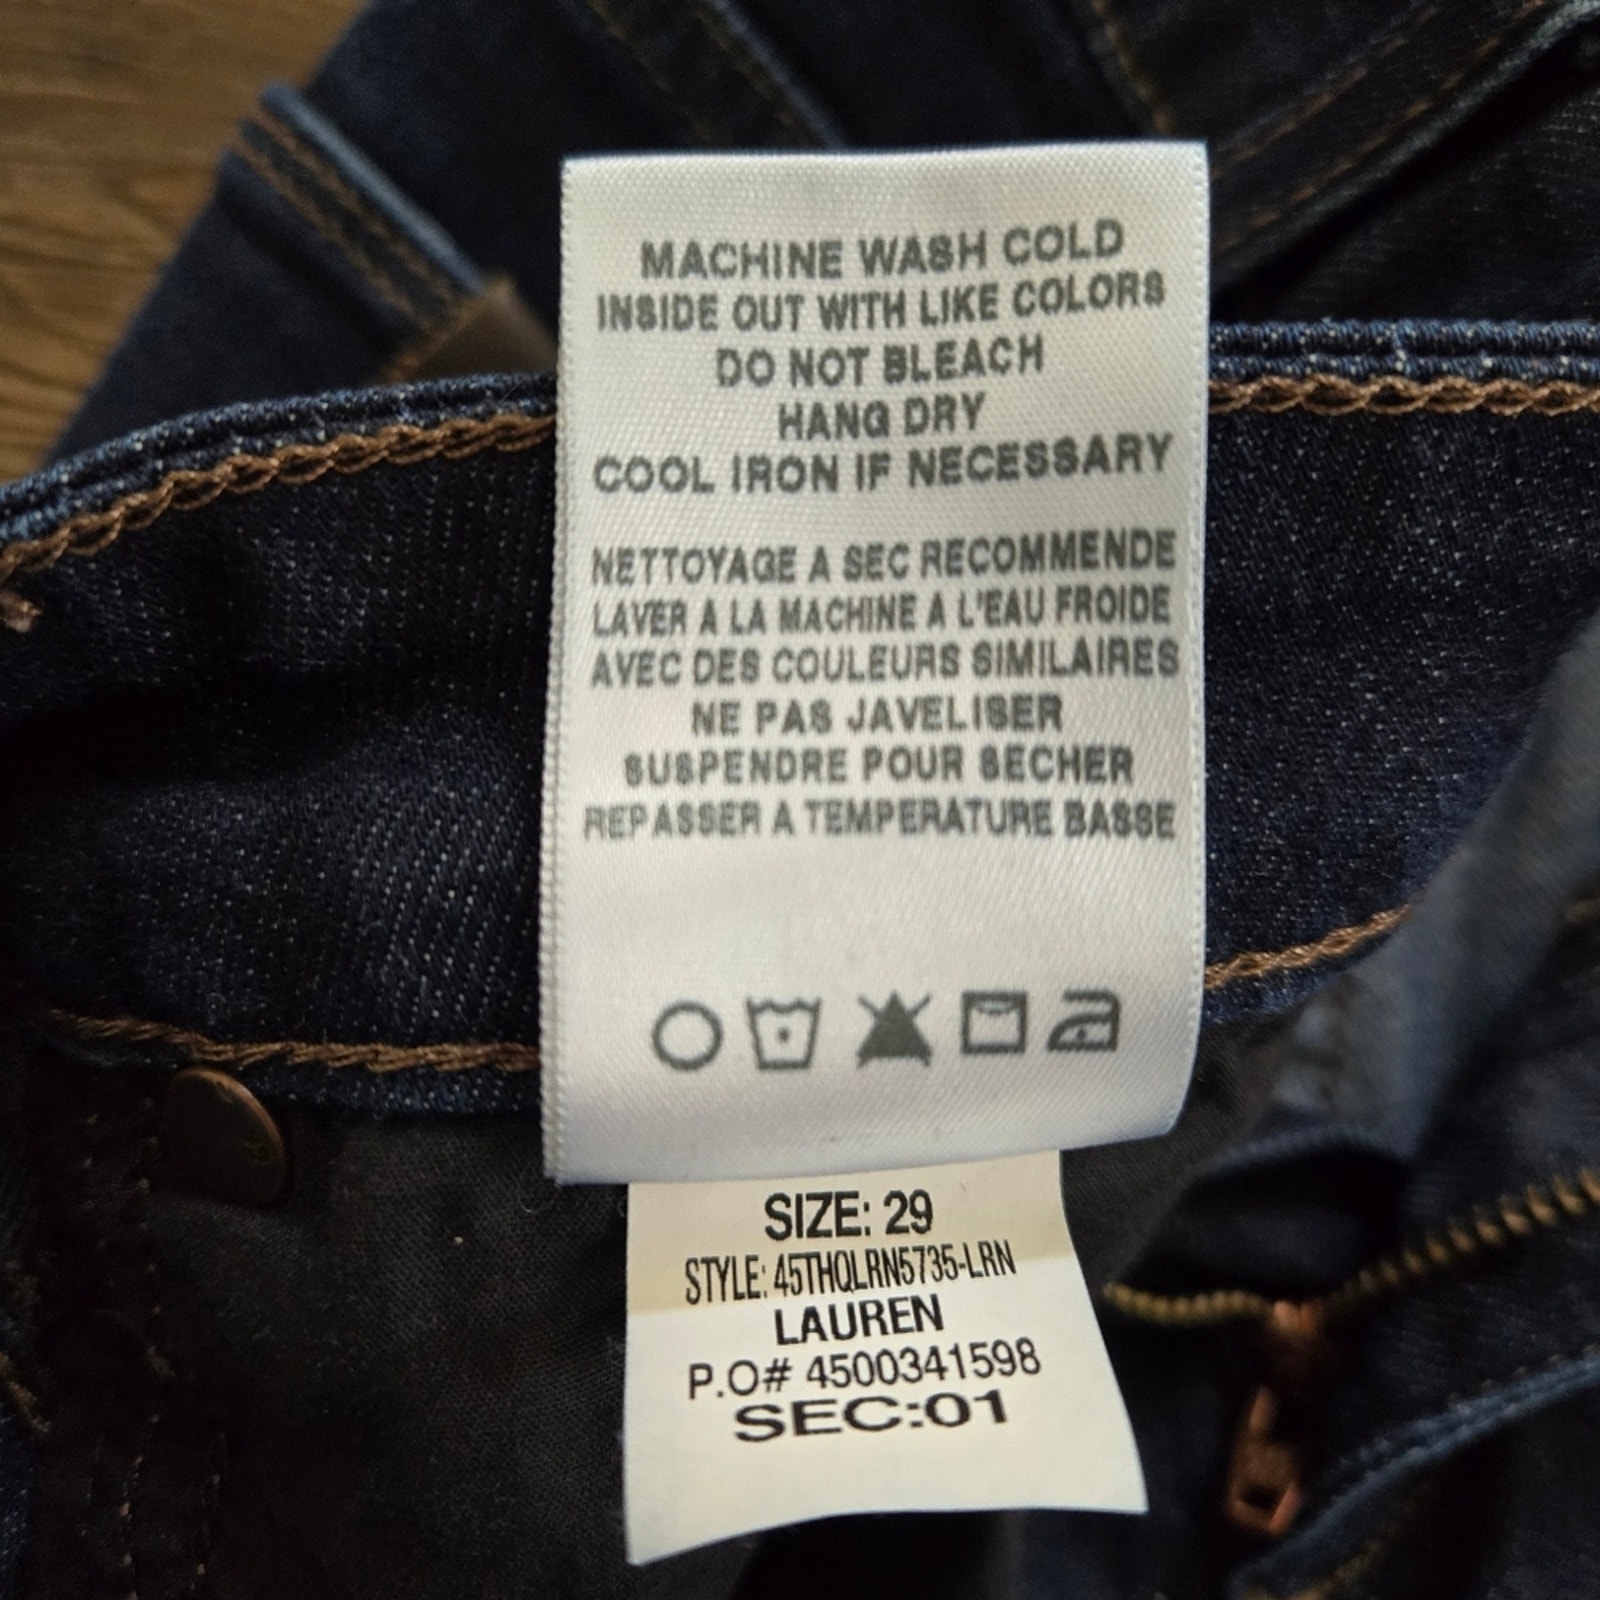 MACHINE WASH COLD
INSIDE OUT WITH LIKE COLORS
DO NOT BLEACH
HANG DRY
COOL IRON IF NECESSARY
NETTOYAGE A SEC RECOMMENDE
LAVER A LA MACHINE A L'EAU FROIDE
AVEC DES COULEURS SIMILAIRES
NE PAS JAVELISER
SUSPENDRE POUR SECHER
REPASSER A TEMPERATURE BASSE
SIZE: 29
STYLE: 45THQLRN5735-LRN
LAUREN
P.O# 4500341598
SEC:01